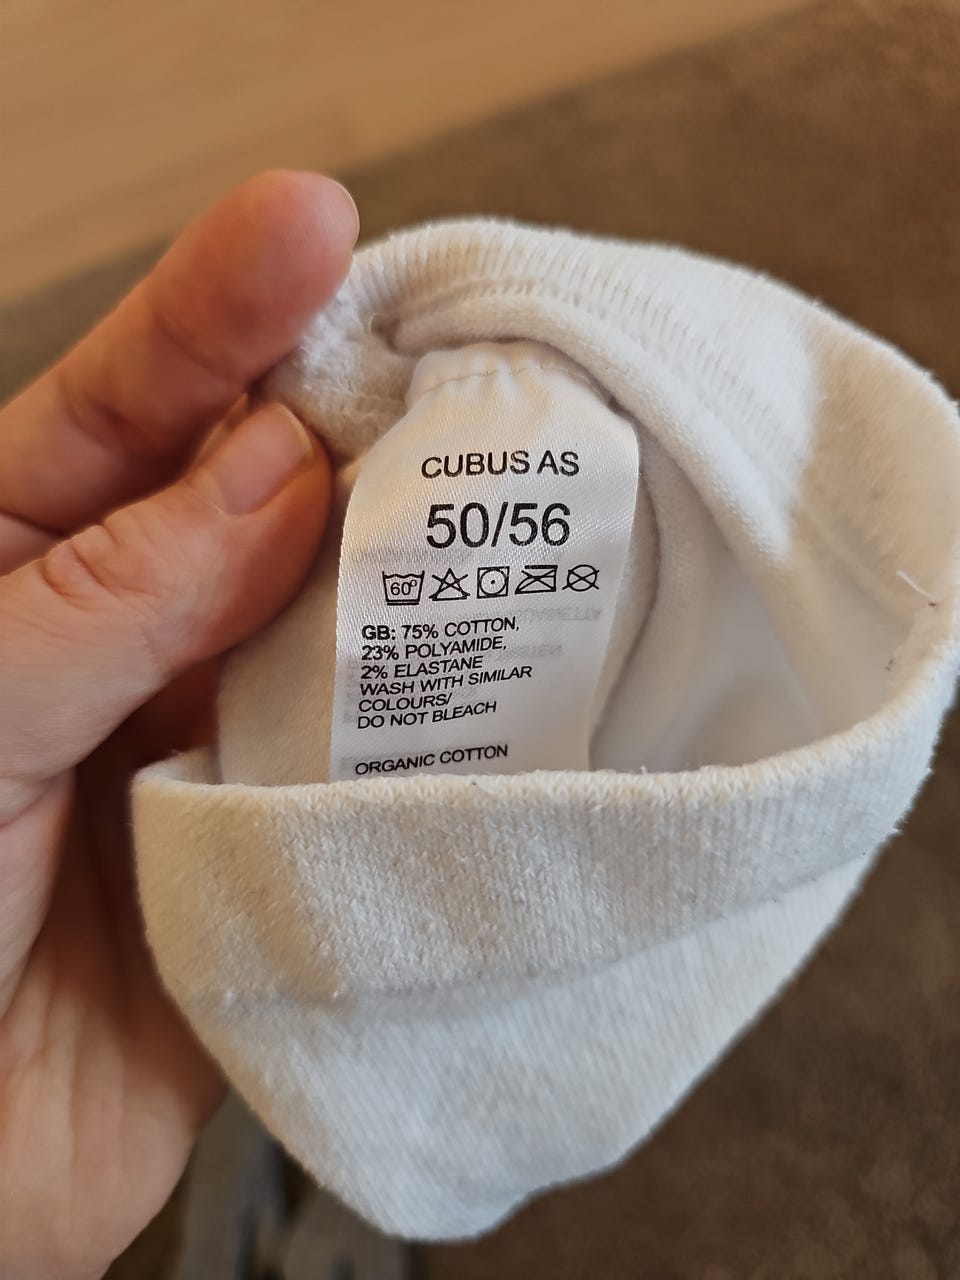 CUBUS AS
50/56
60°
GB: 75% COTTON,
23% POLYAMIDE,
2% ELASTANE
WASH WITH SIMILAR
COLOURS/
DO NOT BLEACH
ORGANIC COTTON